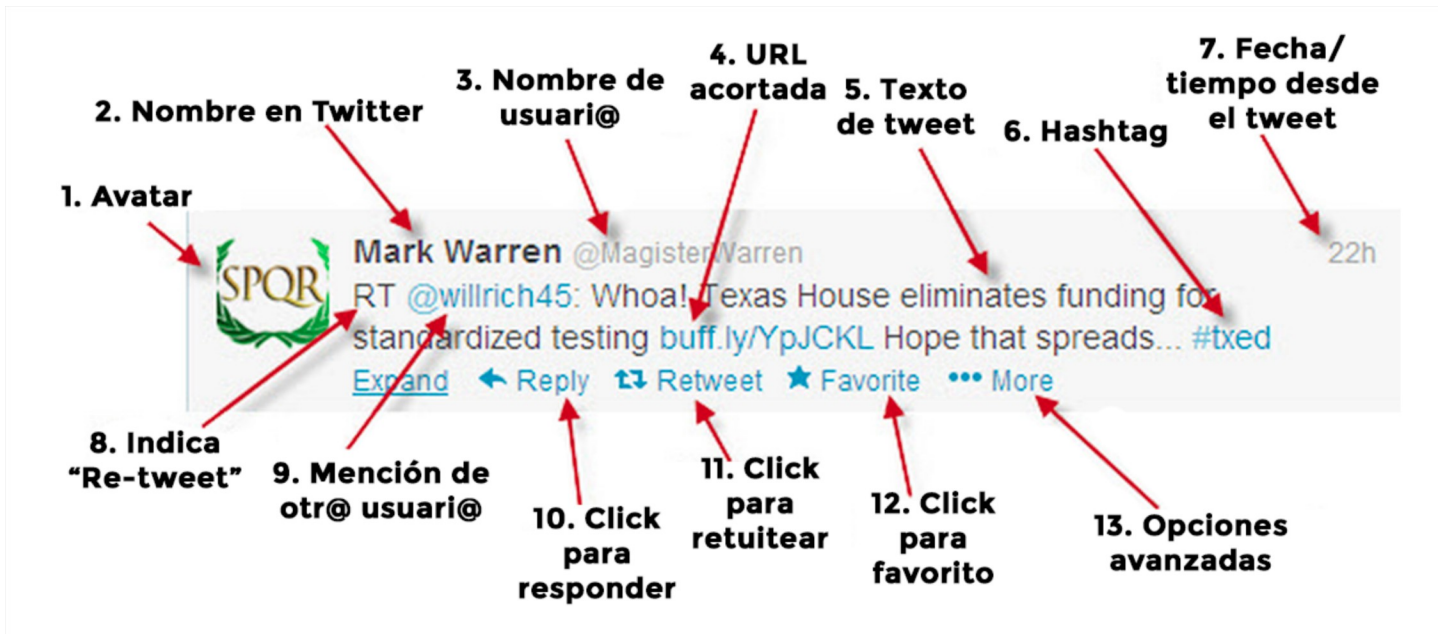 1. Avatar
2. Nombre en Twitter
3. Nombre de
usuari@
4. URL
acortada
5. Texto
de tweet
6. Hashtag
7. Fecha/
tiempo desde
el tweet
SPQR
Mark Warren @MagisterWarren
22h
RT @willrich45: Whoa! Texas House eliminates funding for
standardized testing buff.ly/YpJCKL Hope that spreads... #txed
Expand Reply Retweet Favorite More
8. Indica
“Re-tweet”
9. Mención de
otr@ usuari@
10. Click
para
responder
11. Click
para
retuitear
12. Click
para
favorito
13. Opciones
avanzadas